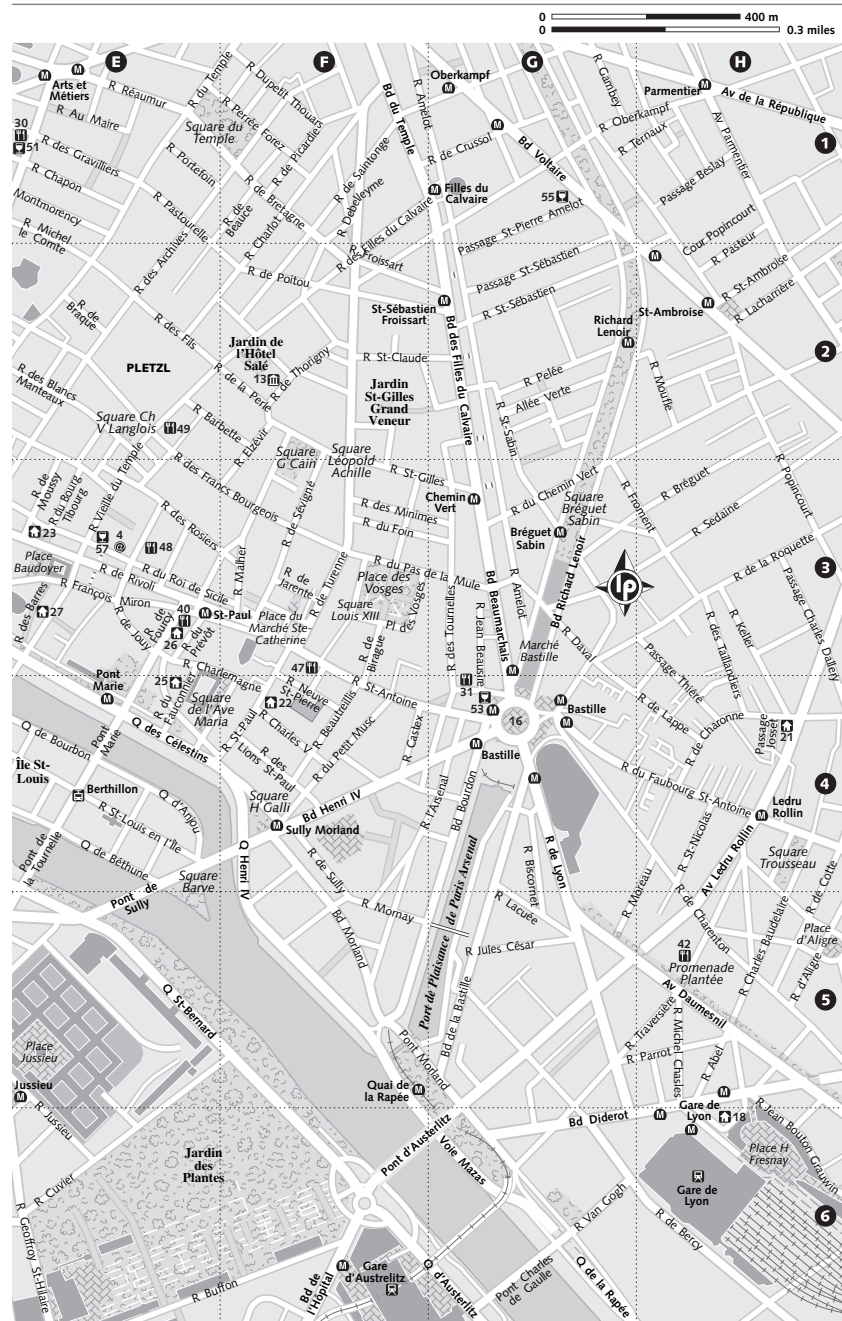 0 400 m
0 0.3 miles
E
F
G
H
1
2
3
4
5
6
Arts et
Métiers
R Réaumur
R du Temple
R Dupetit Thouars
R Perrée
Forez
R de Picardie
Square du
Temple
R Au Maire
30
51
R des Gravilliers
R Chapon
Montmorency
R Michel
le Comte
R Portefoin
R Pastourelle
R des Archives
R de
Beauce
R Charlot
R de Bretagne
R de Saintonge
R Debelleyme
Bd du Temple
R Amelot
Oberkampf
R de Crussol
Bd Voltaire
Filles du
Calvaire
R des Filles du Calvaire
R Froissart
R de Poitou
R Gambey
R Oberkampf
R Ternaux
Parmentier
Av de la République
Av Parmentier
Passage Beslay
55
Passage St-Pierre Amelot
Passage St-Sébastien
R St-Sébastien
Cour Popincourt
R Pasteur
R St-Ambroise
R Lacharrière
St-Ambroise
Richard
Lenoir
St-Sébastien
Froissart
Bd des Filles du Calvaire
R de
Braque
R des Fils
PLETZL
Jardin de
l'Hôtel
Salé
13
R de Thorigny
R de la Perle
R St-Claude
Jardin
St-Gilles
Grand
Veneur
R Pelée
Allée Verte
R Moufle
R St-Sabin
R des Blancs
Manteaux
Square Ch
V Langlois
49
R Barbette
R Elzévir
Square
G Cain
Square
Léopold
Achille
R St-Gilles
Chemin
Vert
R du Chemin Vert
Square
Bréguet
Sabin
R Froment
R Bréguet
R Popincourt
R Sedaine
R de la Roquette
R de
Moussy
R du Bourg
Tibourg
R Vieille du Temple
R des Francs Bourgeois
R des Rosiers
R de Sévigné
R des Minimes
R du Foin
Bréguet
Sabin
Bd Richard Lenoir
23
57
4
@
48
Place
Baudoyer
R de Rivoli
R du Roi de Sicile
R Malher
R de
Jarente
R de Turenne
R du Pas de la Mule
Place des
Vosges
Square
Louis XIII
Pl des Vosges
R des Tournelles
R Jean Beausire
Bd Beaumarchais
R Amelot
lp
R Daval
Marché
Bastille
R Keller
R des Taillandiers
Passage Charles Dallery
R des Barres
27
R François Miron
R de Jouy
R de
Fourcy
40
26
R du
Prévôt
St-Paul
Place du
Marché Ste-
Catherine
R de
Birague
47
R St-Antoine
31
53
16
Bastille
Bastille
Passage Thiéré
R de Lappe
R de Charonne
Passage
Josset
21
Pont
Marie
25
R du
Fauconnier
R Charlemagne
Square
de l'Ave
Maria
22
R Neuve
St-Pierre
R St-Paul
R Charles V
R Beautreillis
R des
Lions St-Paul
R du Petit Musc
R Castex
Q des Célestins
Q de Bourbon
Pont
Marie
Île St-
Louis
Berthillon
Q d'Anjou
R St-Louis en l'Île
Q de Béthune
Pont de
la Tournelle
Square
H Galli
Sully Morland
Bd Henri IV
R l'Arsenal
Bd Bourdon
R du Faubourg St-Antoine
Ledru
Rollin
R de Lyon
R Biscornet
R St-Nicolas
Av Ledru Rollin
Square
Trousseau
R de Cotte
Square
Barye
Pont de
Sully
Q Henri IV
R de Sully
R Mornay
Bd Morland
Port de Plaisance de Paris Arsenal
R Lacuée
R Jules César
R Moreau
R de Charenton
R Charles Baudelaire
Place
d'Aligre
R d'Aligre
42
Promenade
Plantée
Av Daumesnil
R Traversière
R Michel Chasles
R Parrot
R Abel
Place
Jussieu
Q St-Bernard
Jussieu
R Jussieu
Bd de la Bastille
Pont Morland
Quai de
la Rapée
Bd Diderot
Gare de
Lyon
18
R Jean Bouton
Grauwin
Place H
Fresnay
Gare de
Lyon
R de Bercy
R Van Gogh
Pont d'Austerlitz
Voie Mazas
Jardin
des
Plantes
R Cuvier
R Geoffroy
St-Hilaire
R Buffon
Bd de
l'Hôpital
Gare
d'Austrelitz
Q
d'Austerlitz
Pont Charles
de Gaulle
Q de la Rapée